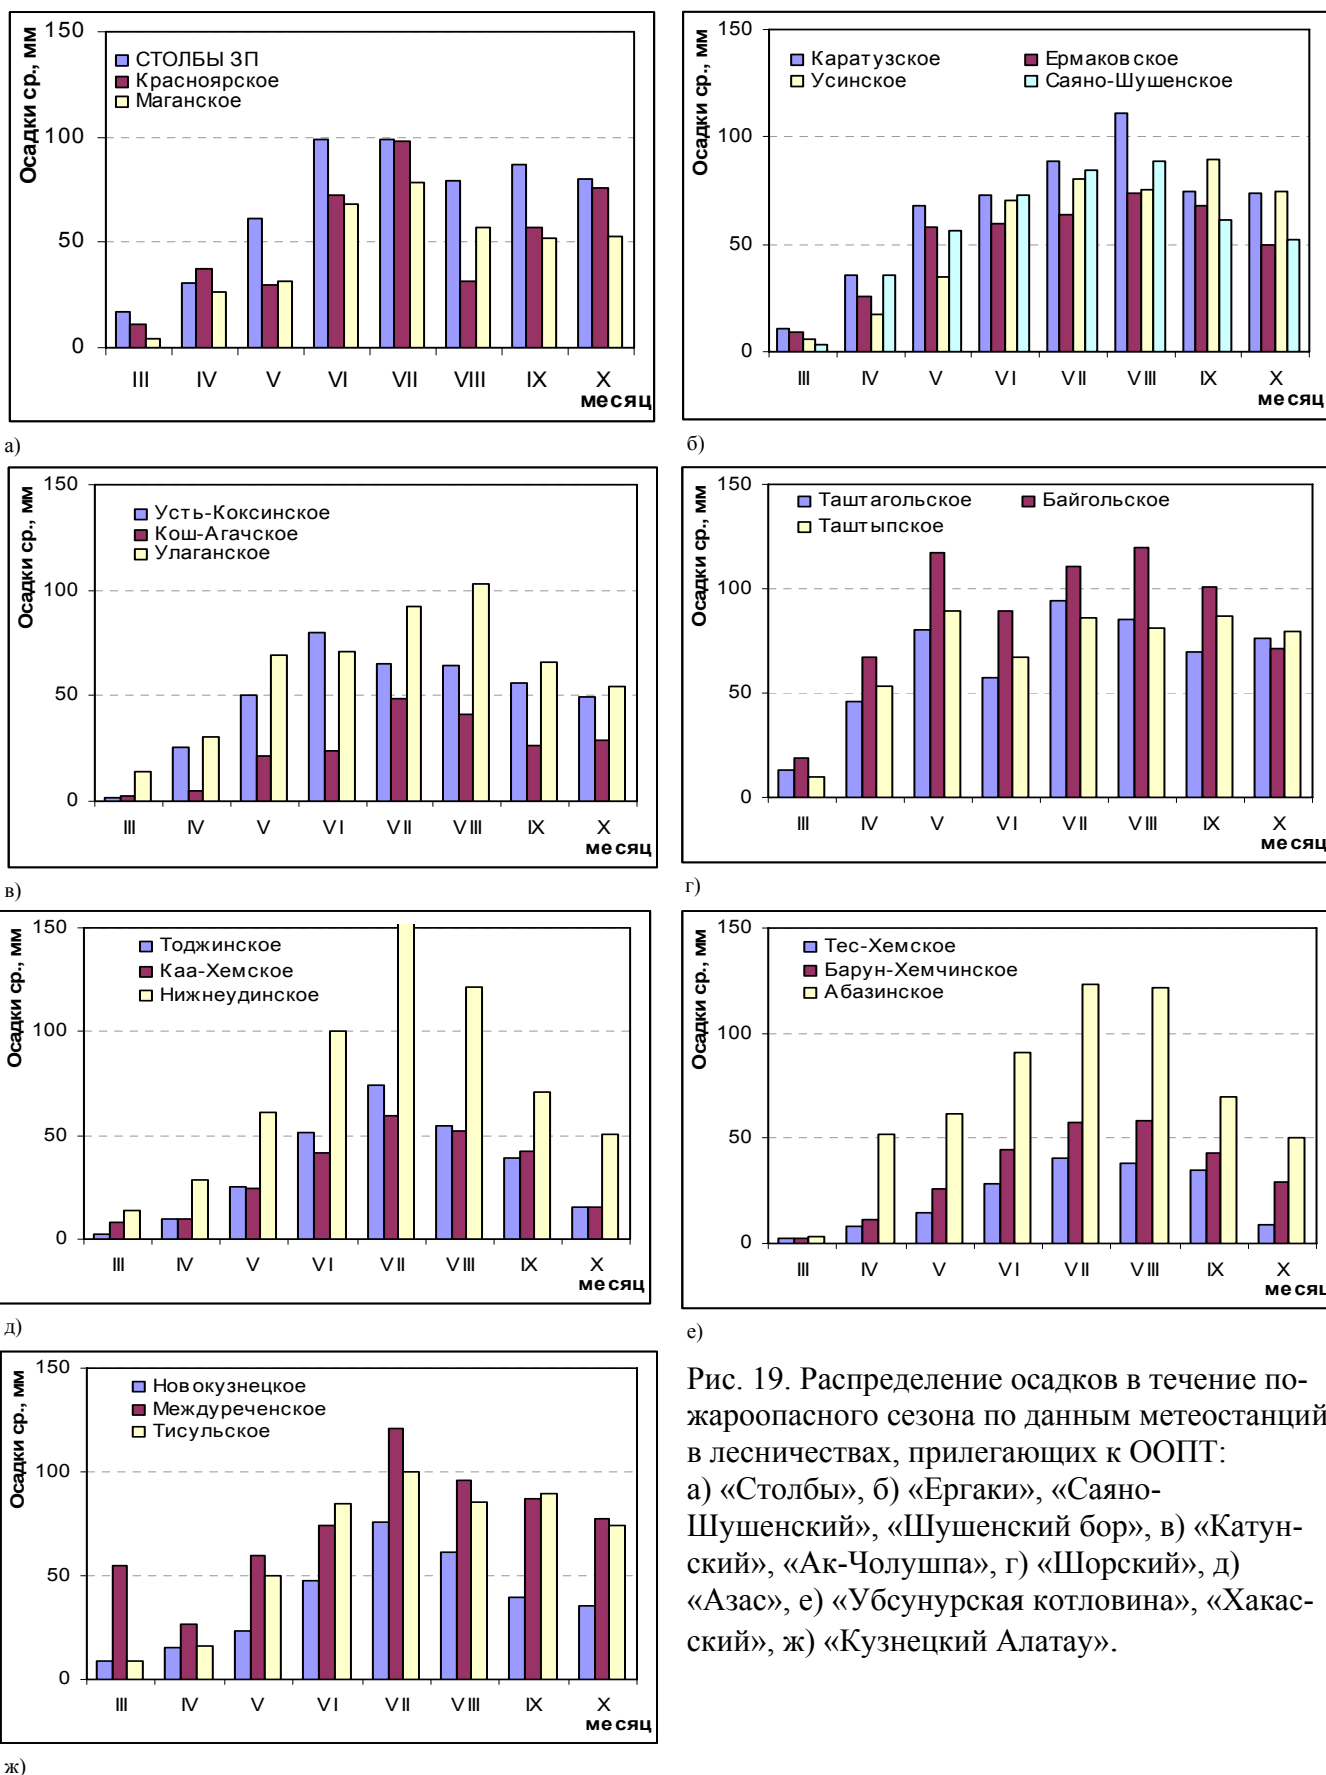 150
100
50
0
Осадки ср., мм
СТОЛБЫ ЗП
Красноярское
Маганское
III IV V VI VII VIII IX X
месяц
а)
150
100
50
0
Осадки ср., мм
Каратузское Ермаковское
Усинское Саяно-Шушенское
III IV V VI VII VIII IX X
месяц
б)
150
100
50
0
Осадки ср., мм
Усть-Коксинское
Кош-Агачское
Улаганское
III IV V VI VII VIII IX X
месяц
в)
150
100
50
0
Осадки ср., мм
Таштагольское Байгольское
Таштыпское
III IV V VI VII VIII IX X
месяц
г)
150
100
50
0
Осадки ср., мм
Тоджинское
Каа-Хемское
Нижнеудинское
III IV V VI VII VIII IX X
месяц
д)
150
100
50
0
Осадки ср., мм
Тес-Хемское
Барун-Хемчинское
Абазинское
III IV V VI VII VIII IX X
месяц
е)
150
100
50
0
Осадки ср., мм
Новокузнецкое
Междуреченское
Тисульское
III IV V VI VII VIII IX X
месяц
ж)
Рис. 19. Распределение осадков в течение по-
жароопасного сезона по данным метеостанций
в лесничествах, прилегающих к ООПТ:
а) «Столбы», б) «Ергаки», «Саяно-
Шушенский», «Шушенский бор», в) «Катун-
ский», «Ак-Чолушпа», г) «Шорский», д)
«Азас», е) «Убсунурская котловина», «Хакас-
ский», ж) «Кузнецкий Алатау».